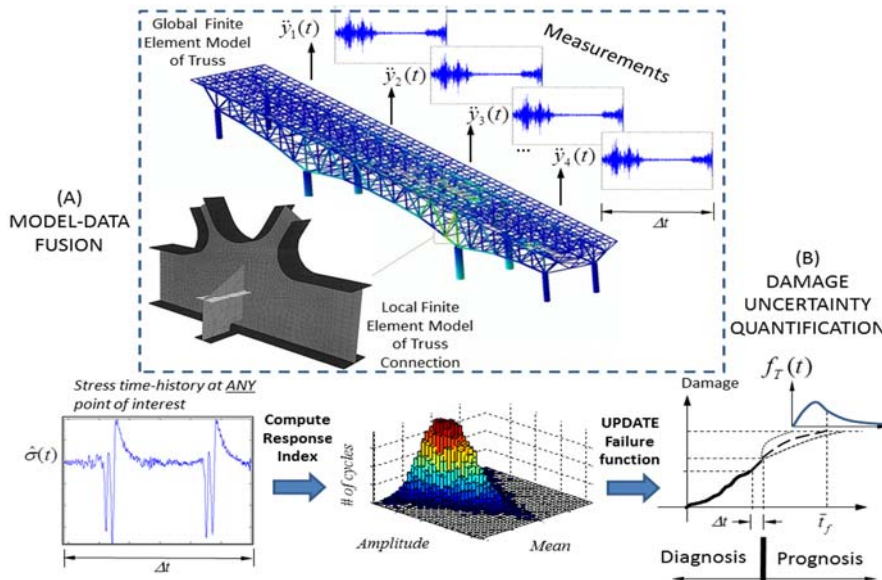 Global Finite
Element Model
of Truss
ÿ₁(t)
Measurements
ÿ₂(t)
ÿ₃(t)
...
ÿ₄(t)
Δt
(A)
MODEL-DATA
FUSION
Local Finite
Element Model
of Truss
Connection
(B)
DAMAGE
UNCERTAINTY
QUANTIFICATION
Stress time-history at ANY
point of interest
σ̂(t)
Δt
Compute
Response
Index
# of cycles
Amplitude
Mean
UPDATE
Failure
function
Damage
f_T(t)
Δt
t̄_f
Diagnosis
Prognosis